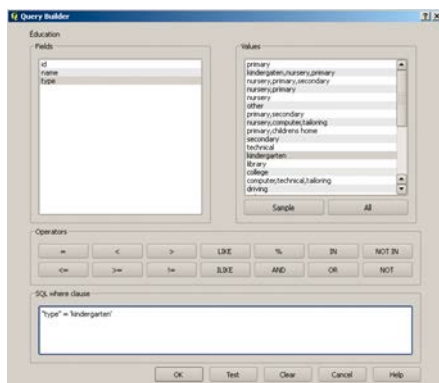 Query Builder
Education
Fields
id
name
type
Values
primary
kindergaten,nursery,primary
nursery,primary,secondary
nursery,primary
nursery
other
primary,secondary
nursery,computer,tailoring
primary,childrens home
secondary
technical
kindergarten
library
college
computer,technical,tailoring
driving
Sample All
Operators
= < > LIKE % IN NOT IN
<= >= != ILIKE AND OR NOT
SQL where clause
"type" = 'kindergarten'
OK Test Clear Cancel Help